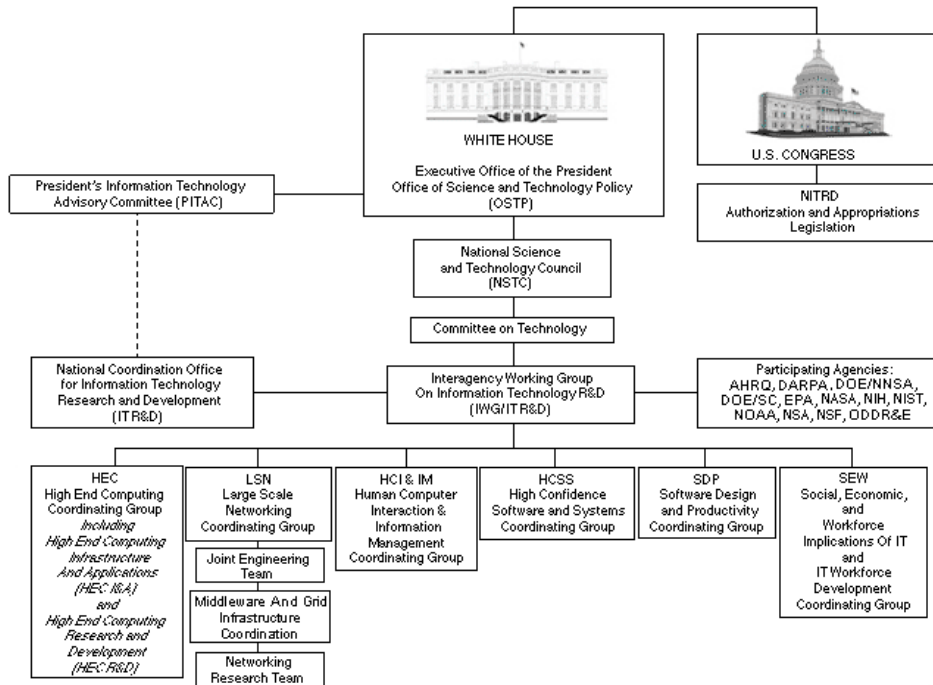 WHITE HOUSE
Executive Office of the President
Office of Science and Technology Policy
(OSTP)
U.S. CONGRESS
President's Information Technology
Advisory Committee (PITAC)
NITRD
Authorization and Appropriations
Legislation
National Science
and Technology Council
(NSTC)
Committee on Technology
National Coordination Office
for Information Technology
Research and Development
(ITR&D)
Interagency Working Group
On Information Technology R&D
(IWG/ITR&D)
Participating Agencies:
AHRQ, DARPA, DOE/NNSA,
DOE/SC, EPA, NASA, NIH, NIST,
NOAA, NSA, NSF, ODDR&E
HEC
High End Computing
Coordinating Group
Including
High End Computing
Infrastructure
And Applications
(HEC I&A)
and
High End Computing
Research and
Development
(HEC R&D)
LSN
Large Scale
Networking
Coordinating Group
Joint Engineering
Team
Middleware And Grid
Infrastructure
Coordination
Networking
Research Team
HCI & IM
Human Computer
Interaction &
Information
Management
Coordinating Group
HCSS
High Confidence
Software and Systems
Coordinating Group
SDP
Software Design
and Productivity
Coordinating Group
SEW
Social, Economic,
and
Workforce
Implications Of IT
and
IT Workforce
Development
Coordinating Group